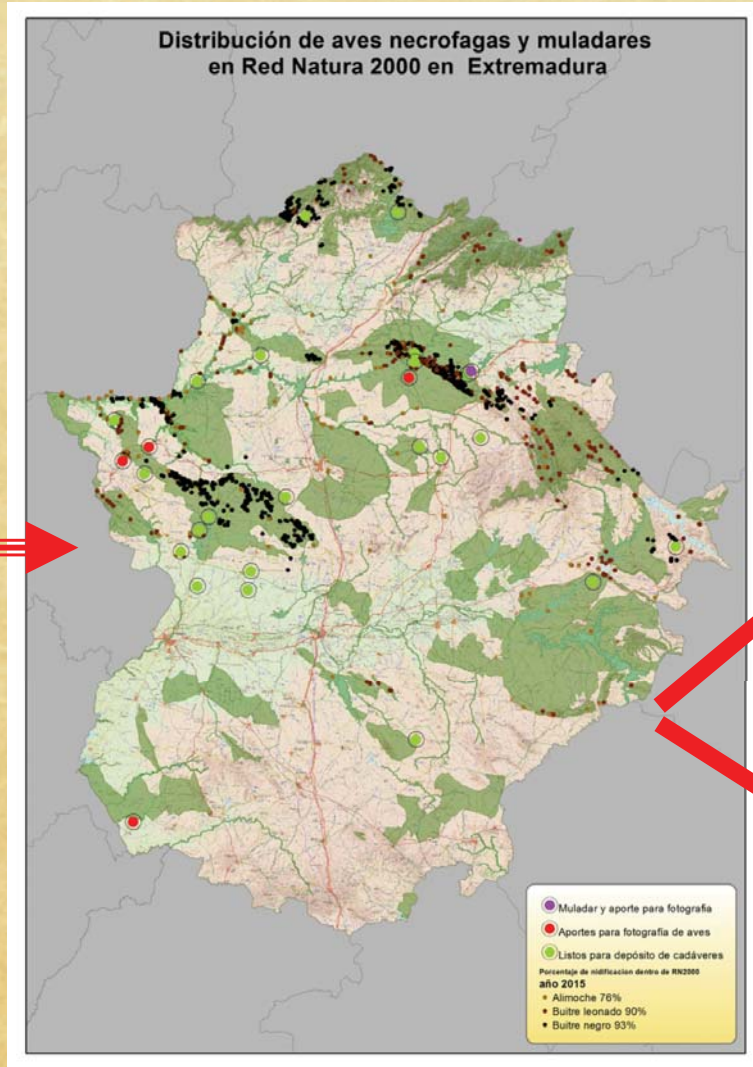 Distribución de aves necrofagas y muladares
en Red Natura 2000 en Extremadura
Muladar y aporte para fotografía
Aportes para fotografía de aves
Listos para depósito de cadáveres
Porcentaje de nidificacion dentro de RN2000
año 2015
Alimoche 76%
Buitre leonado 90%
Buitre negro 93%